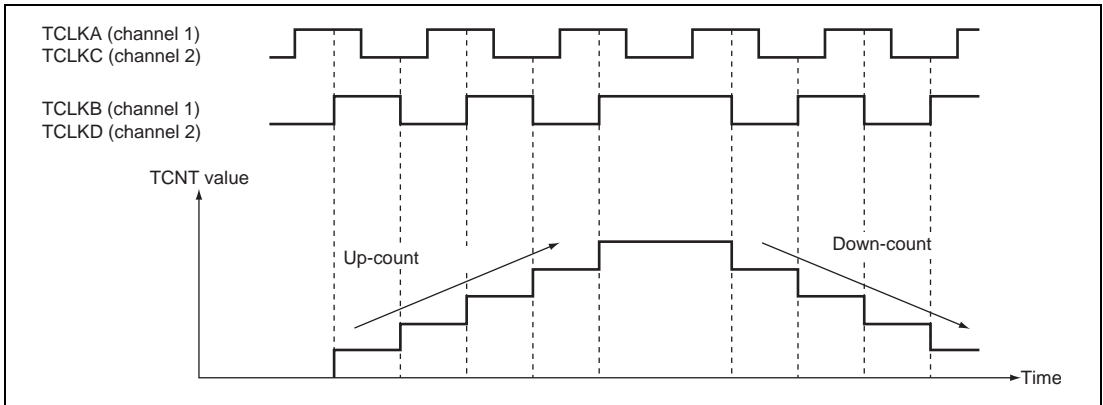 TCLKA (channel 1)
TCLKC (channel 2)
TCLKB (channel 1)
TCLKD (channel 2)
TCNT value
Up-count
Down-count
Time